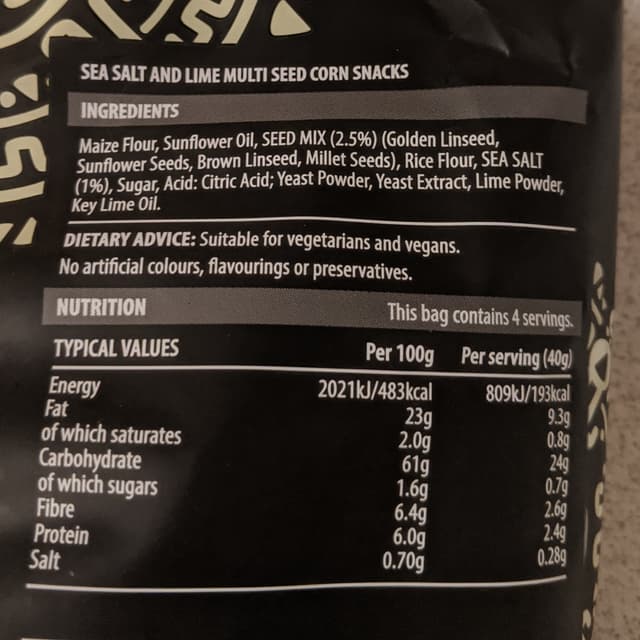 SEA SALT AND LIME MULTI SEED CORN SNACKS
INGREDIENTS
Maize Flour, Sunflower Oil, SEED MIX (2.5%) (Golden Linseed,
Sunflower Seeds, Brown Linseed, Millet Seeds), Rice Flour, SEA SALT
(1%), Sugar, Acid: Citric Acid; Yeast Powder, Yeast Extract, Lime Powder,
Key Lime Oil.
DIETARY ADVICE: Suitable for vegetarians and vegans.
No artificial colours, flavourings or preservatives.
NUTRITION This bag contains 4 servings.
TYPICAL VALUES Per 100g Per serving (40g)
Energy 2021kJ/483kcal 809kJ/193kcal
Fat 23g 9.3g
of which saturates 2.0g 0.8g
Carbohydrate 61g 24g
of which sugars 1.6g 0.7g
Fibre 6.4g 2.6g
Protein 6.0g 2.4g
Salt 0.70g 0.28g